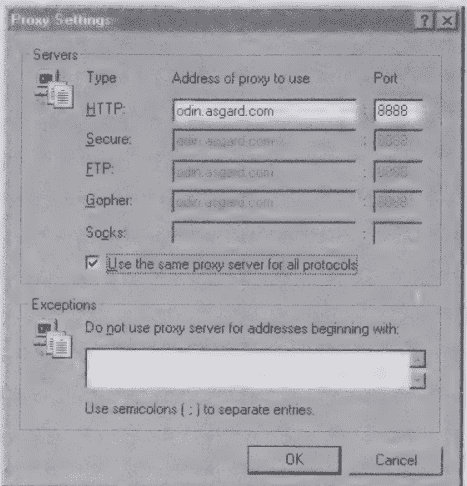 Proxy Settings
Servers
Type Address of proxy to use Port
HTTP: odin.asgard.com : 8888
Secure: odin.asgard.com : 8888
FTP: odin.asgard.com : 8888
Gopher: odin.asgard.com : 8888
Socks: :
Use the same proxy server for all protocols
Exceptions
Do not use proxy server for addresses beginning with:
Use semicolons ( ; ) to separate entries.
OK Cancel